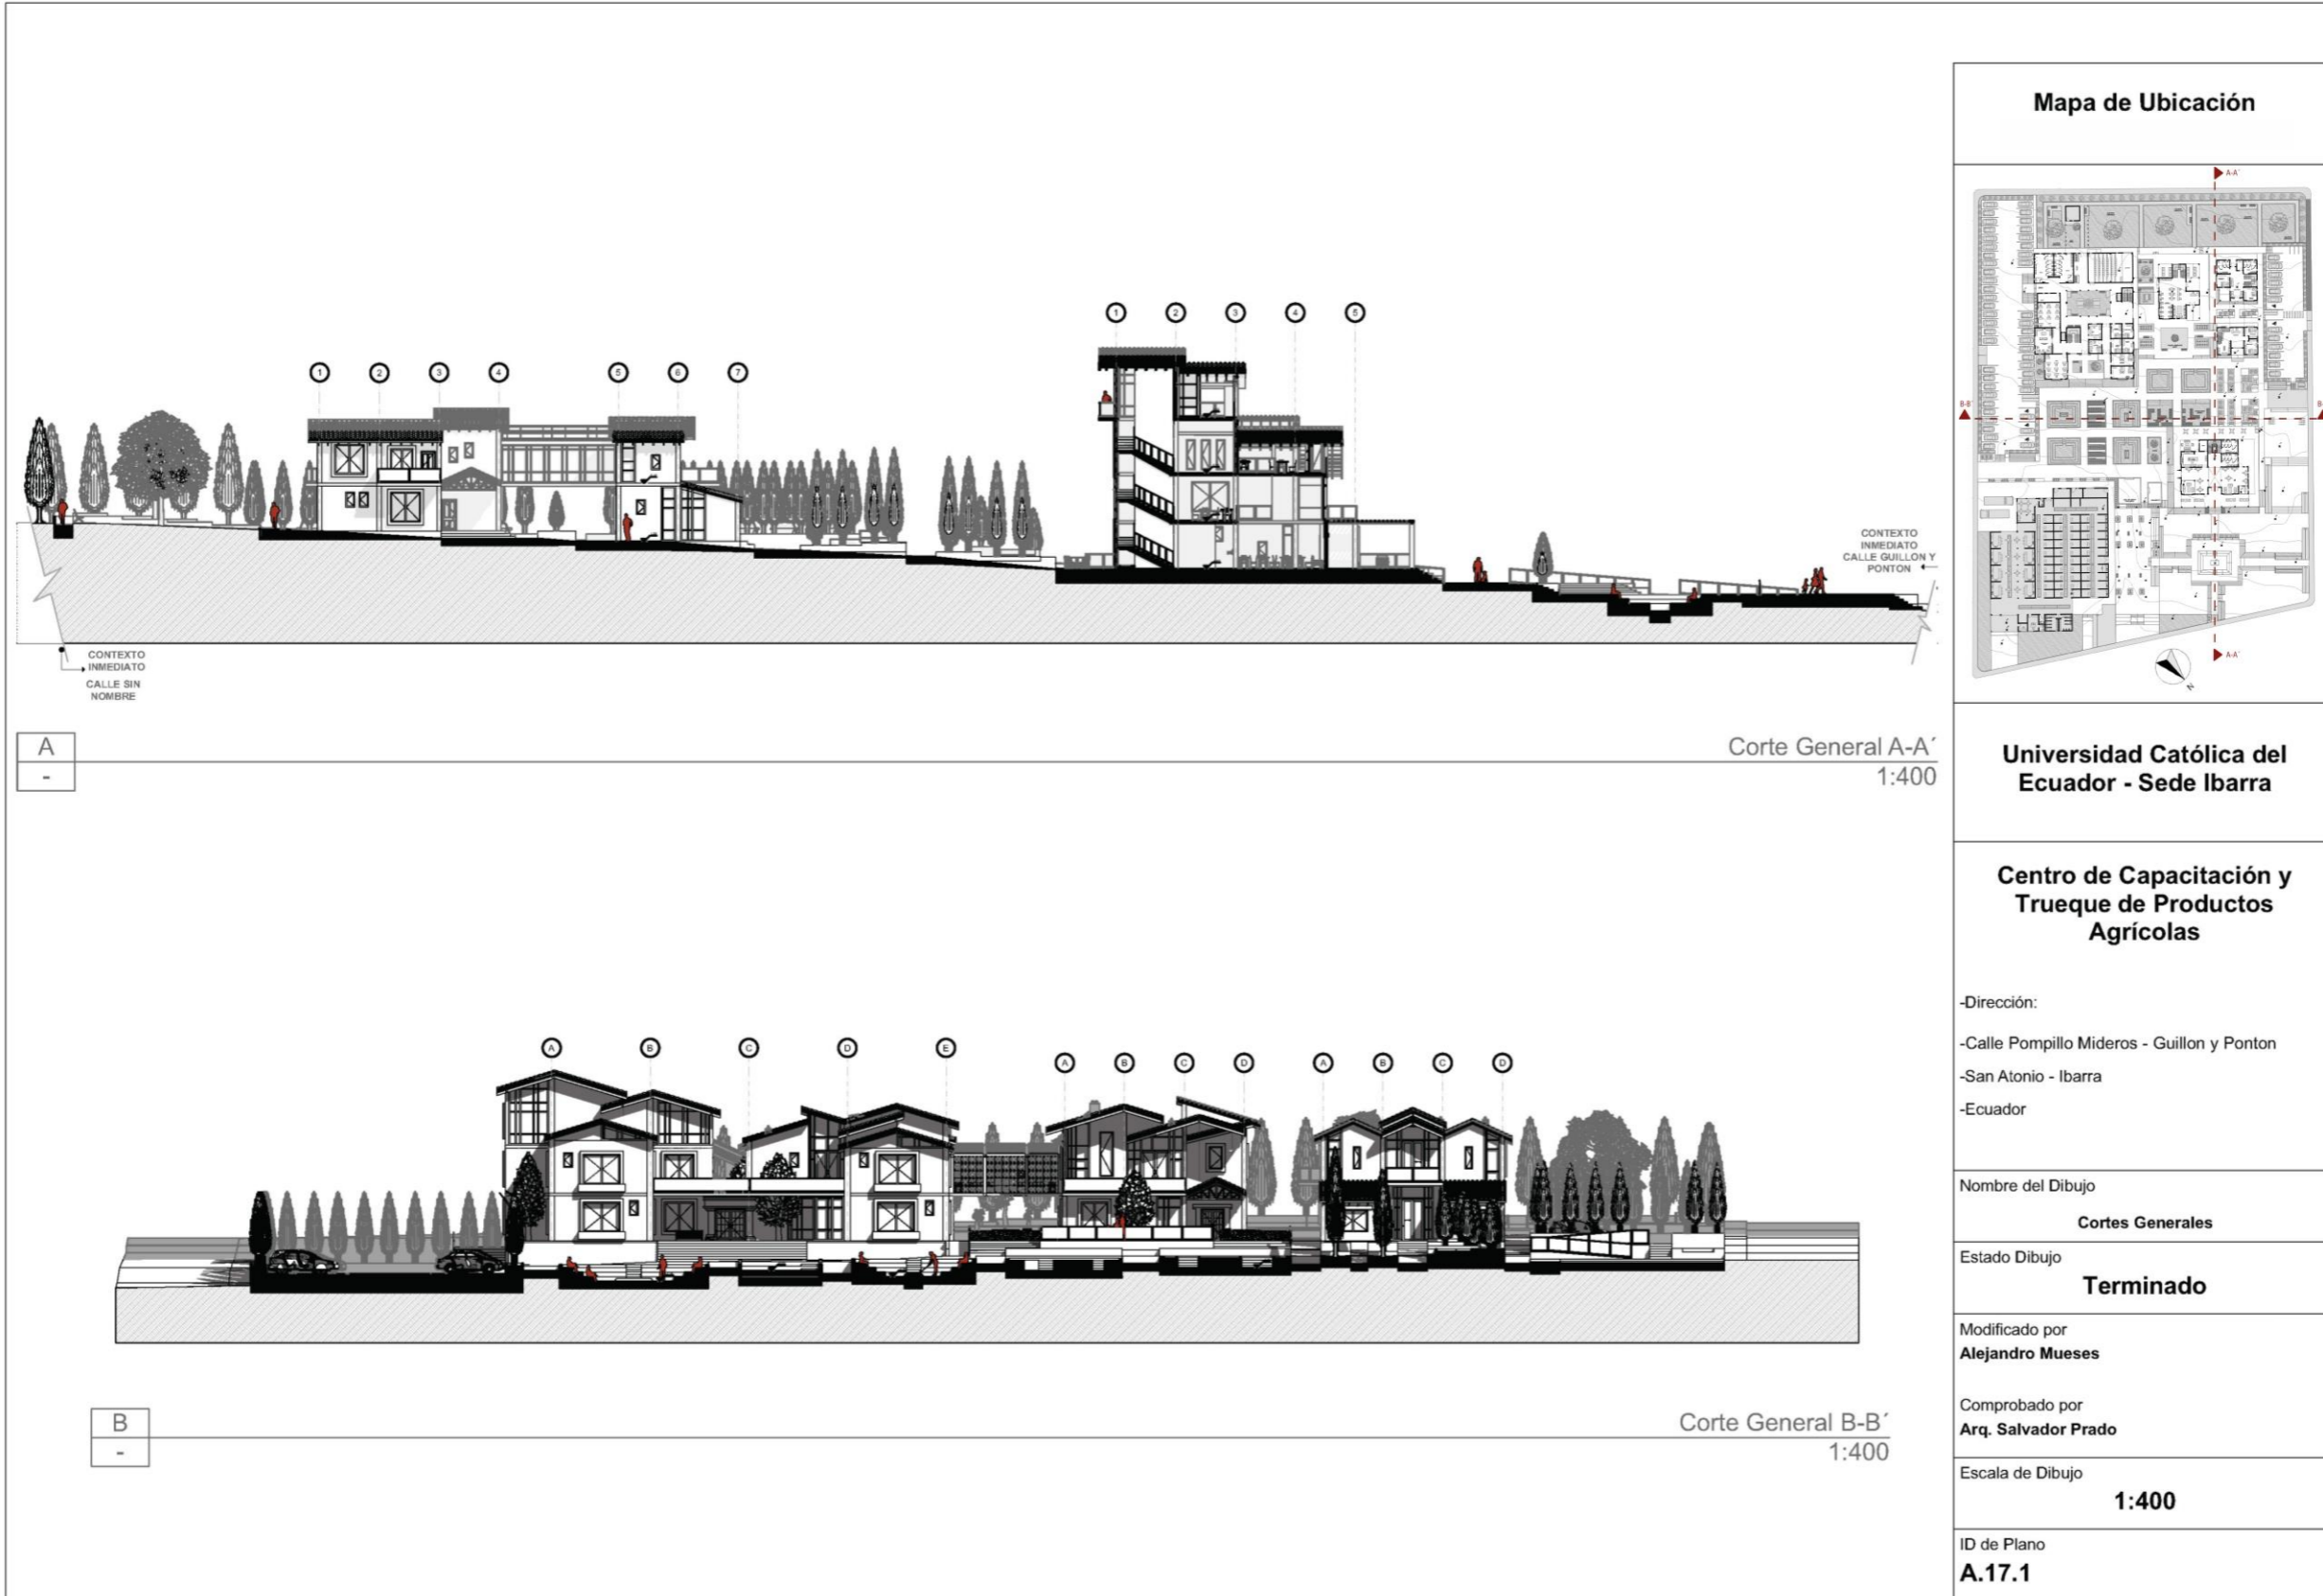 1
2
3
4
5
6
7
1
2
3
4
5
CONTEXTO
INMEDIATO
CALLE GUILLON Y
PONTON
CONTEXTO
INMEDIATO
CALLE SIN
NOMBRE
A
-
Corte General A-A´
1:400
A
B
C
D
E
A
B
C
D
A
B
C
D
B
-
Corte General B-B´
1:400
Mapa de Ubicación
A-A´
B-B´
B-
A-A´
N
Universidad Católica del
Ecuador - Sede Ibarra
Centro de Capacitación y
Trueque de Productos
Agrícolas
-Dirección:
-Calle Pompillo Mideros - Guillon y Ponton
-San Atonio - Ibarra
-Ecuador
Nombre del Dibujo
Cortes Generales
Estado Dibujo
Terminado
Modificado por
Alejandro Mueses
Comprobado por
Arq. Salvador Prado
Escala de Dibujo
1:400
ID de Plano
A.17.1